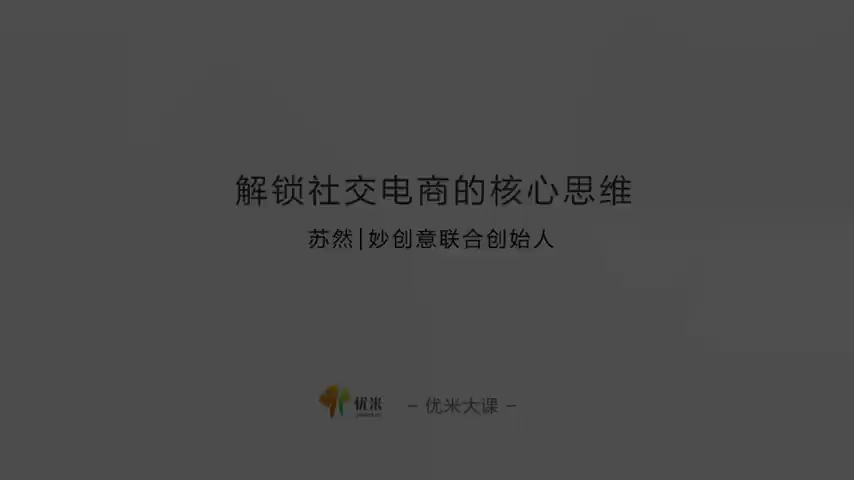 解锁社交电商的核心思维
苏然|妙创意联合创始人
优米 – 优米大课 –